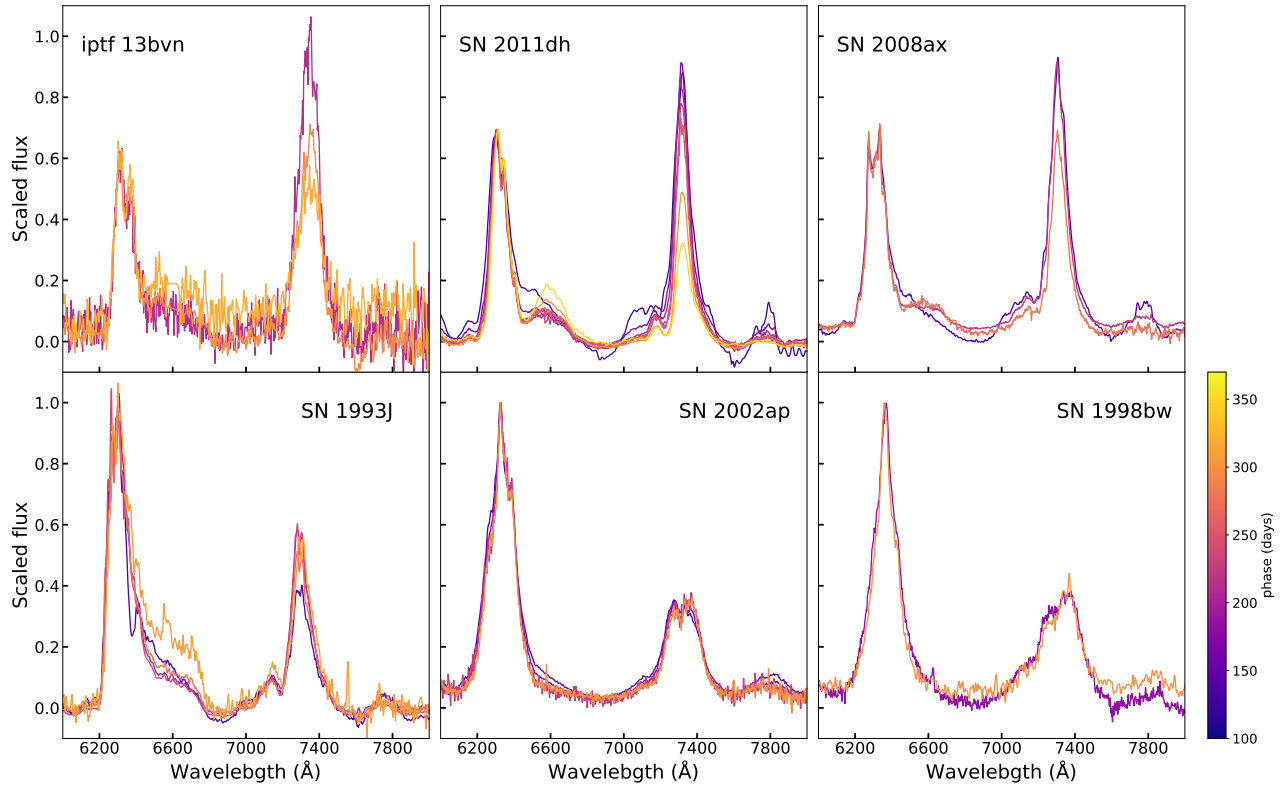 iptf 13bvn
SN 2011dh
SN 2008ax
1.0
0.8
0.6
0.4
0.2
0.0
Scaled flux
SN 1993J
SN 2002ap
SN 1998bw
1.0
0.8
0.6
0.4
0.2
0.0
Scaled flux
350
300
250
200
150
100
phase (days)
6200 6600 7000 7400 7800
6200 6600 7000 7400 7800
6200 6600 7000 7400 7800
Wavelebgth (Å)
Wavelebgth (Å)
Wavelebgth (Å)